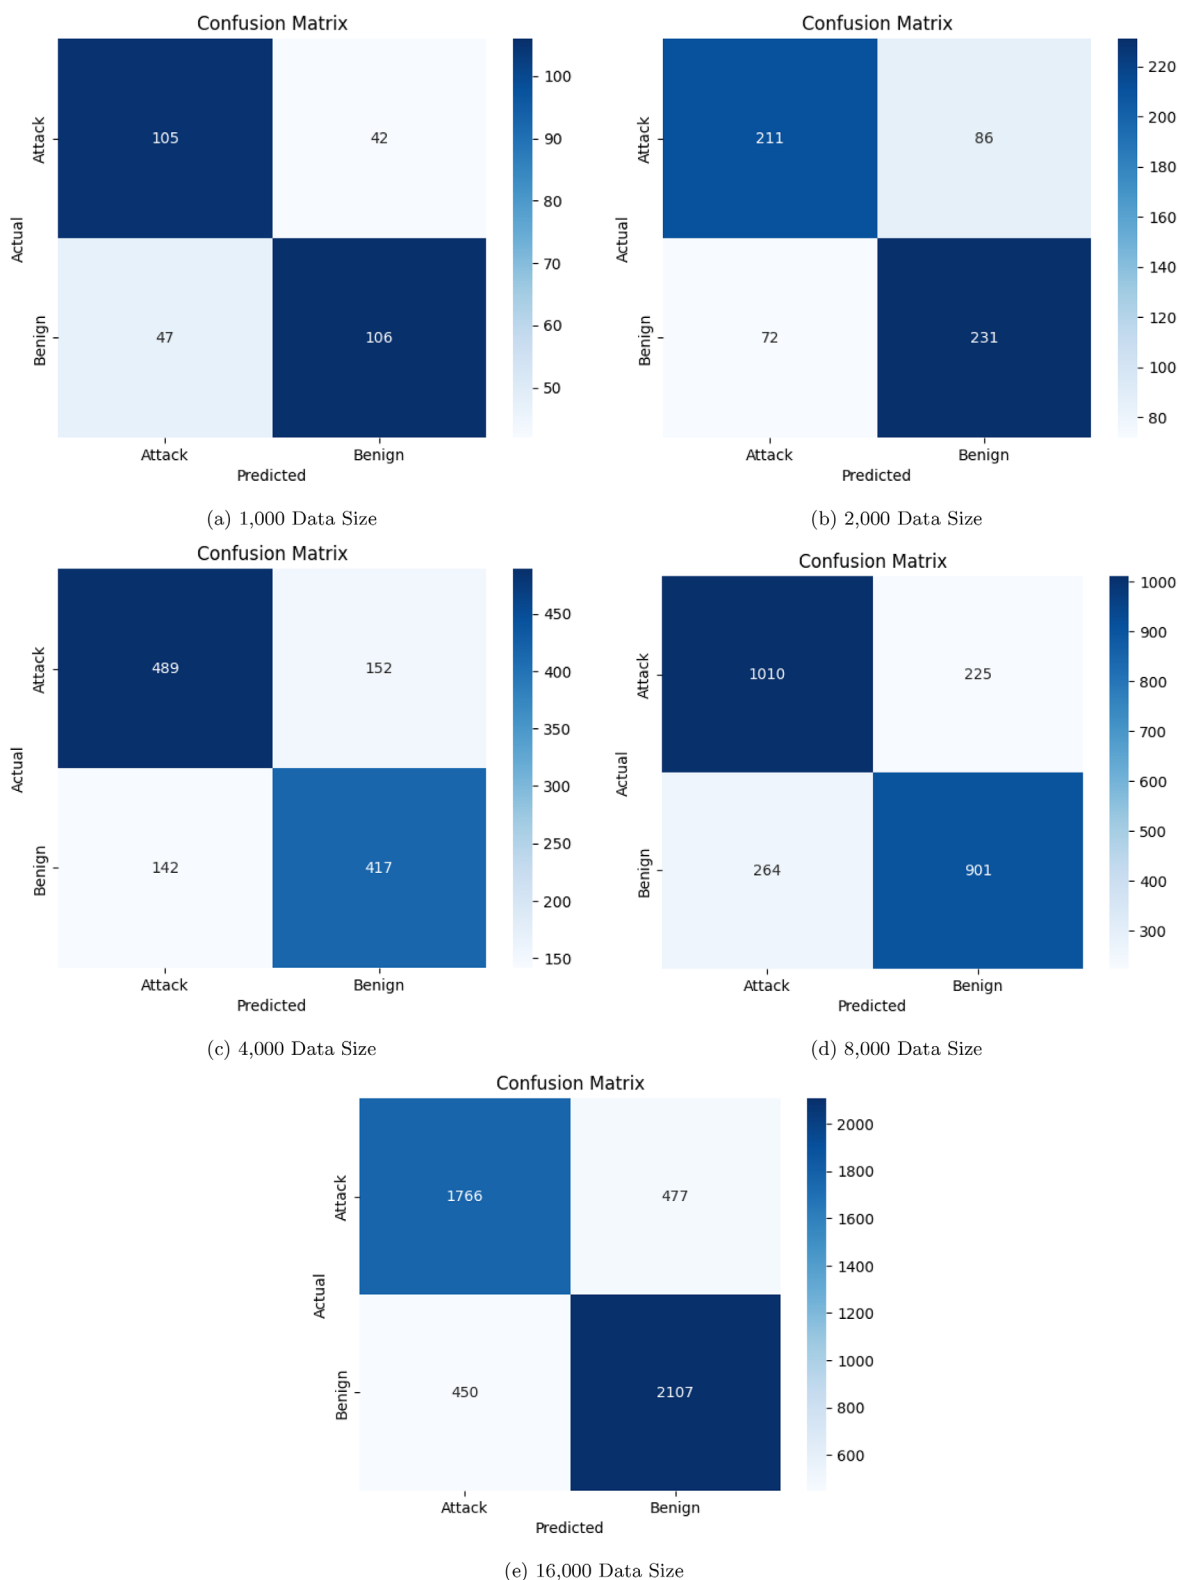 Confusion Matrix
Attack
105
42
Actual
Benign
47
106
Attack
Benign
Predicted
100
90
80
70
60
50
(a) 1,000 Data Size
Confusion Matrix
Attack
211
86
Actual
Benign
72
231
Attack
Benign
Predicted
220
200
180
160
140
120
100
80
(b) 2,000 Data Size
Confusion Matrix
Attack
489
152
Actual
Benign
142
417
Attack
Benign
Predicted
450
400
350
300
250
200
150
(c) 4,000 Data Size
Confusion Matrix
Attack
1010
225
Actual
Benign
264
901
Attack
Benign
Predicted
1000
900
800
700
600
500
400
300
(d) 8,000 Data Size
Confusion Matrix
Attack
1766
477
Actual
Benign
450
2107
Attack
Benign
Predicted
2000
1800
1600
1400
1200
1000
800
600
(e) 16,000 Data Size